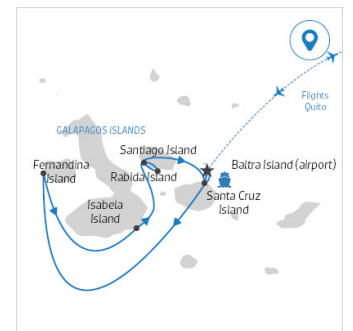 Flights
Quito
GALAPAGOS ISLANDS
Santiago Island
Fernandina
Island
Rabida Island
Baltra Island (airport)
Isabela
Island
Santa Cruz
Island